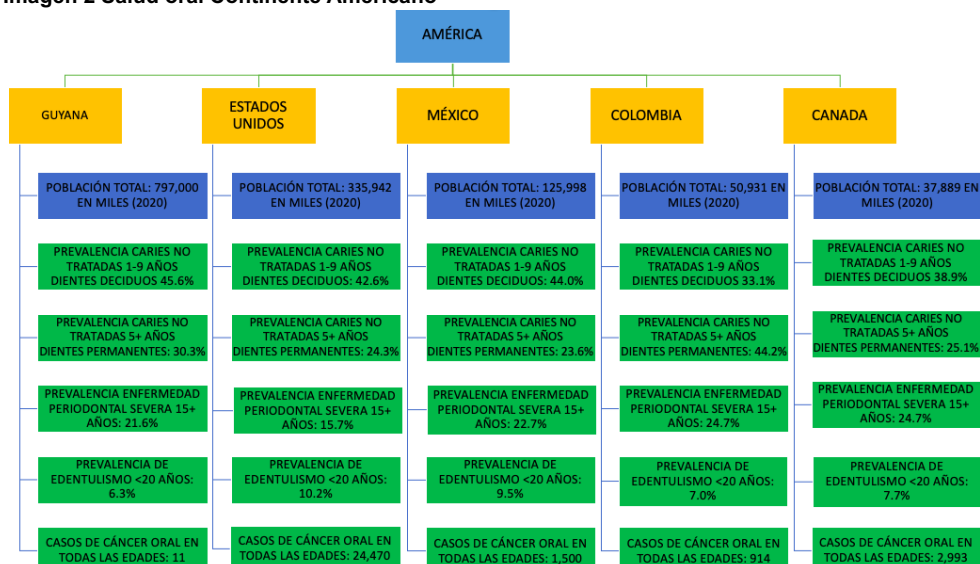 Imagen 2 Salud oral Continente Americano
AMÉRICA
GUYANA
POBLACIÓN TOTAL: 797,000
EN MILES (2020)
PREVALENCIA CARIES NO
TRATADAS 1-9 AÑOS
DIENTES DECIDUOS 45.6%
PREVALENCIA CARIES NO
TRATADAS 5+ AÑOS
DIENTES PERMANENTES: 30.3%
PREVALENCIA ENFERMEDAD
PERIODONTAL SEVERA 15+
AÑOS: 21.6%
PREVALENCIA DE
EDENTULISMO <20 AÑOS:
6.3%
CASOS DE CÁNCER ORAL EN
TODAS LAS EDADES: 11
ESTADOS
UNIDOS
POBLACIÓN TOTAL: 335,942
EN MILES (2020)
PREVALENCIA CARIES NO
TRATADAS 1-9 AÑOS
DIENTES DECIDUOS: 42.6%
PREVALENCIA CARIES NO
TRATADAS 5+ AÑOS
DIENTES PERMANENTES: 24.3%
PREVALENCIA ENFERMEDAD
PERIODONTAL SEVERA 15+
AÑOS: 15.7%
PREVALENCIA DE
EDENTULISMO <20 AÑOS:
10.2%
CASOS DE CÁNCER ORAL EN
TODAS LAS EDADES: 24,470
MÉXICO
POBLACIÓN TOTAL: 125,998
EN MILES (2020)
PREVALENCIA CARIES NO
TRATADAS 1-9 AÑOS
DIENTES DECIDUOS: 44.0%
PREVALENCIA CARIES NO
TRATADAS 5+ AÑOS
DIENTES PERMANENTES: 23.6%
PREVALENCIA ENFERMEDAD
PERIODONTAL SEVERA 15+
AÑOS: 22.7%
PREVALENCIA DE
EDENTULISMO <20 AÑOS:
9.5%
CASOS DE CÁNCER ORAL EN
TODAS LAS EDADES: 1,500
COLOMBIA
POBLACIÓN TOTAL: 50,931 EN
MILES (2020)
PREVALENCIA CARIES NO
TRATADAS 1-9 AÑOS
DIENTES DECIDUOS 33.1%
PREVALENCIA CARIES NO
TRATADAS 5+ AÑOS
DIENTES PERMANENTES: 44.2%
PREVALENCIA ENFERMEDAD
PERIODONTAL SEVERA 15+
AÑOS: 24.7%
PREVALENCIA DE
EDENTULISMO <20 AÑOS:
7.0%
CASOS DE CÁNCER ORAL EN
TODAS LAS EDADES: 914
CANADA
POBLACIÓN TOTAL: 37,889 EN
MILES (2020)
PREVALENCIA CARIES NO
TRATADAS 1-9 AÑOS
DIENTES DECIDUOS 38.9%
PREVALENCIA CARIES NO
TRATADAS 5+ AÑOS
DIENTES PERMANENTES: 25.1%
PREVALENCIA ENFERMEDAD
PERIODONTAL SEVERA 15+
AÑOS: 24.7%
PREVALENCIA DE
EDENTULISMO <20 AÑOS:
7.7%
CASOS DE CÁNCER ORAL EN
TODAS LAS EDADES: 2,993